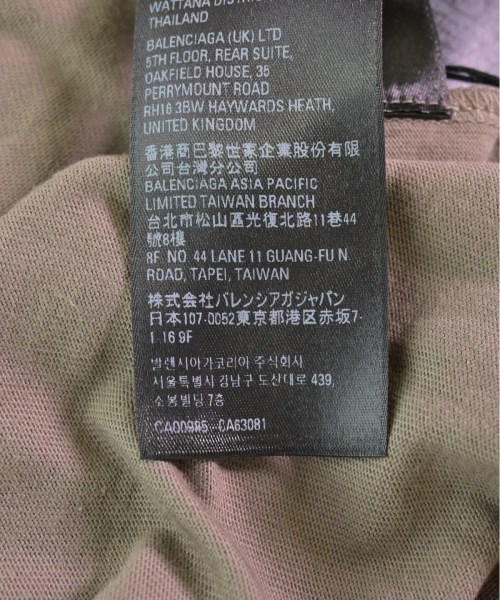 WATTANA DISTRI
THAILAND
BALENCIAGA (UK) LTD
5TH FLOOR, REAR SUITE,
OAKFIELD HOUSE, 35
PERRYMOUNT ROAD
RH16 3BW HAYWARDS HEATH,
UNITED KINGDOM
香港商巴黎世家企業股份有限
公司台灣分公司
BALENCIAGA ASIA PACIFIC
LIMITED TAIWAN BRANCH
台北市松山區光復北路11巷44
號8樓
8F. NO. 44 LANE 11 GUANG-FU N.
ROAD, TAPEI, TAIWAN
株式会社バレンシアガジャパン
日本107-0052東京都港区赤坂7-
1 16 9F
발렌시아가코리아 주식회사
서울특별시 강남구 도산대로 439,
소봉빌딩 7층
CA00985 - CA63081